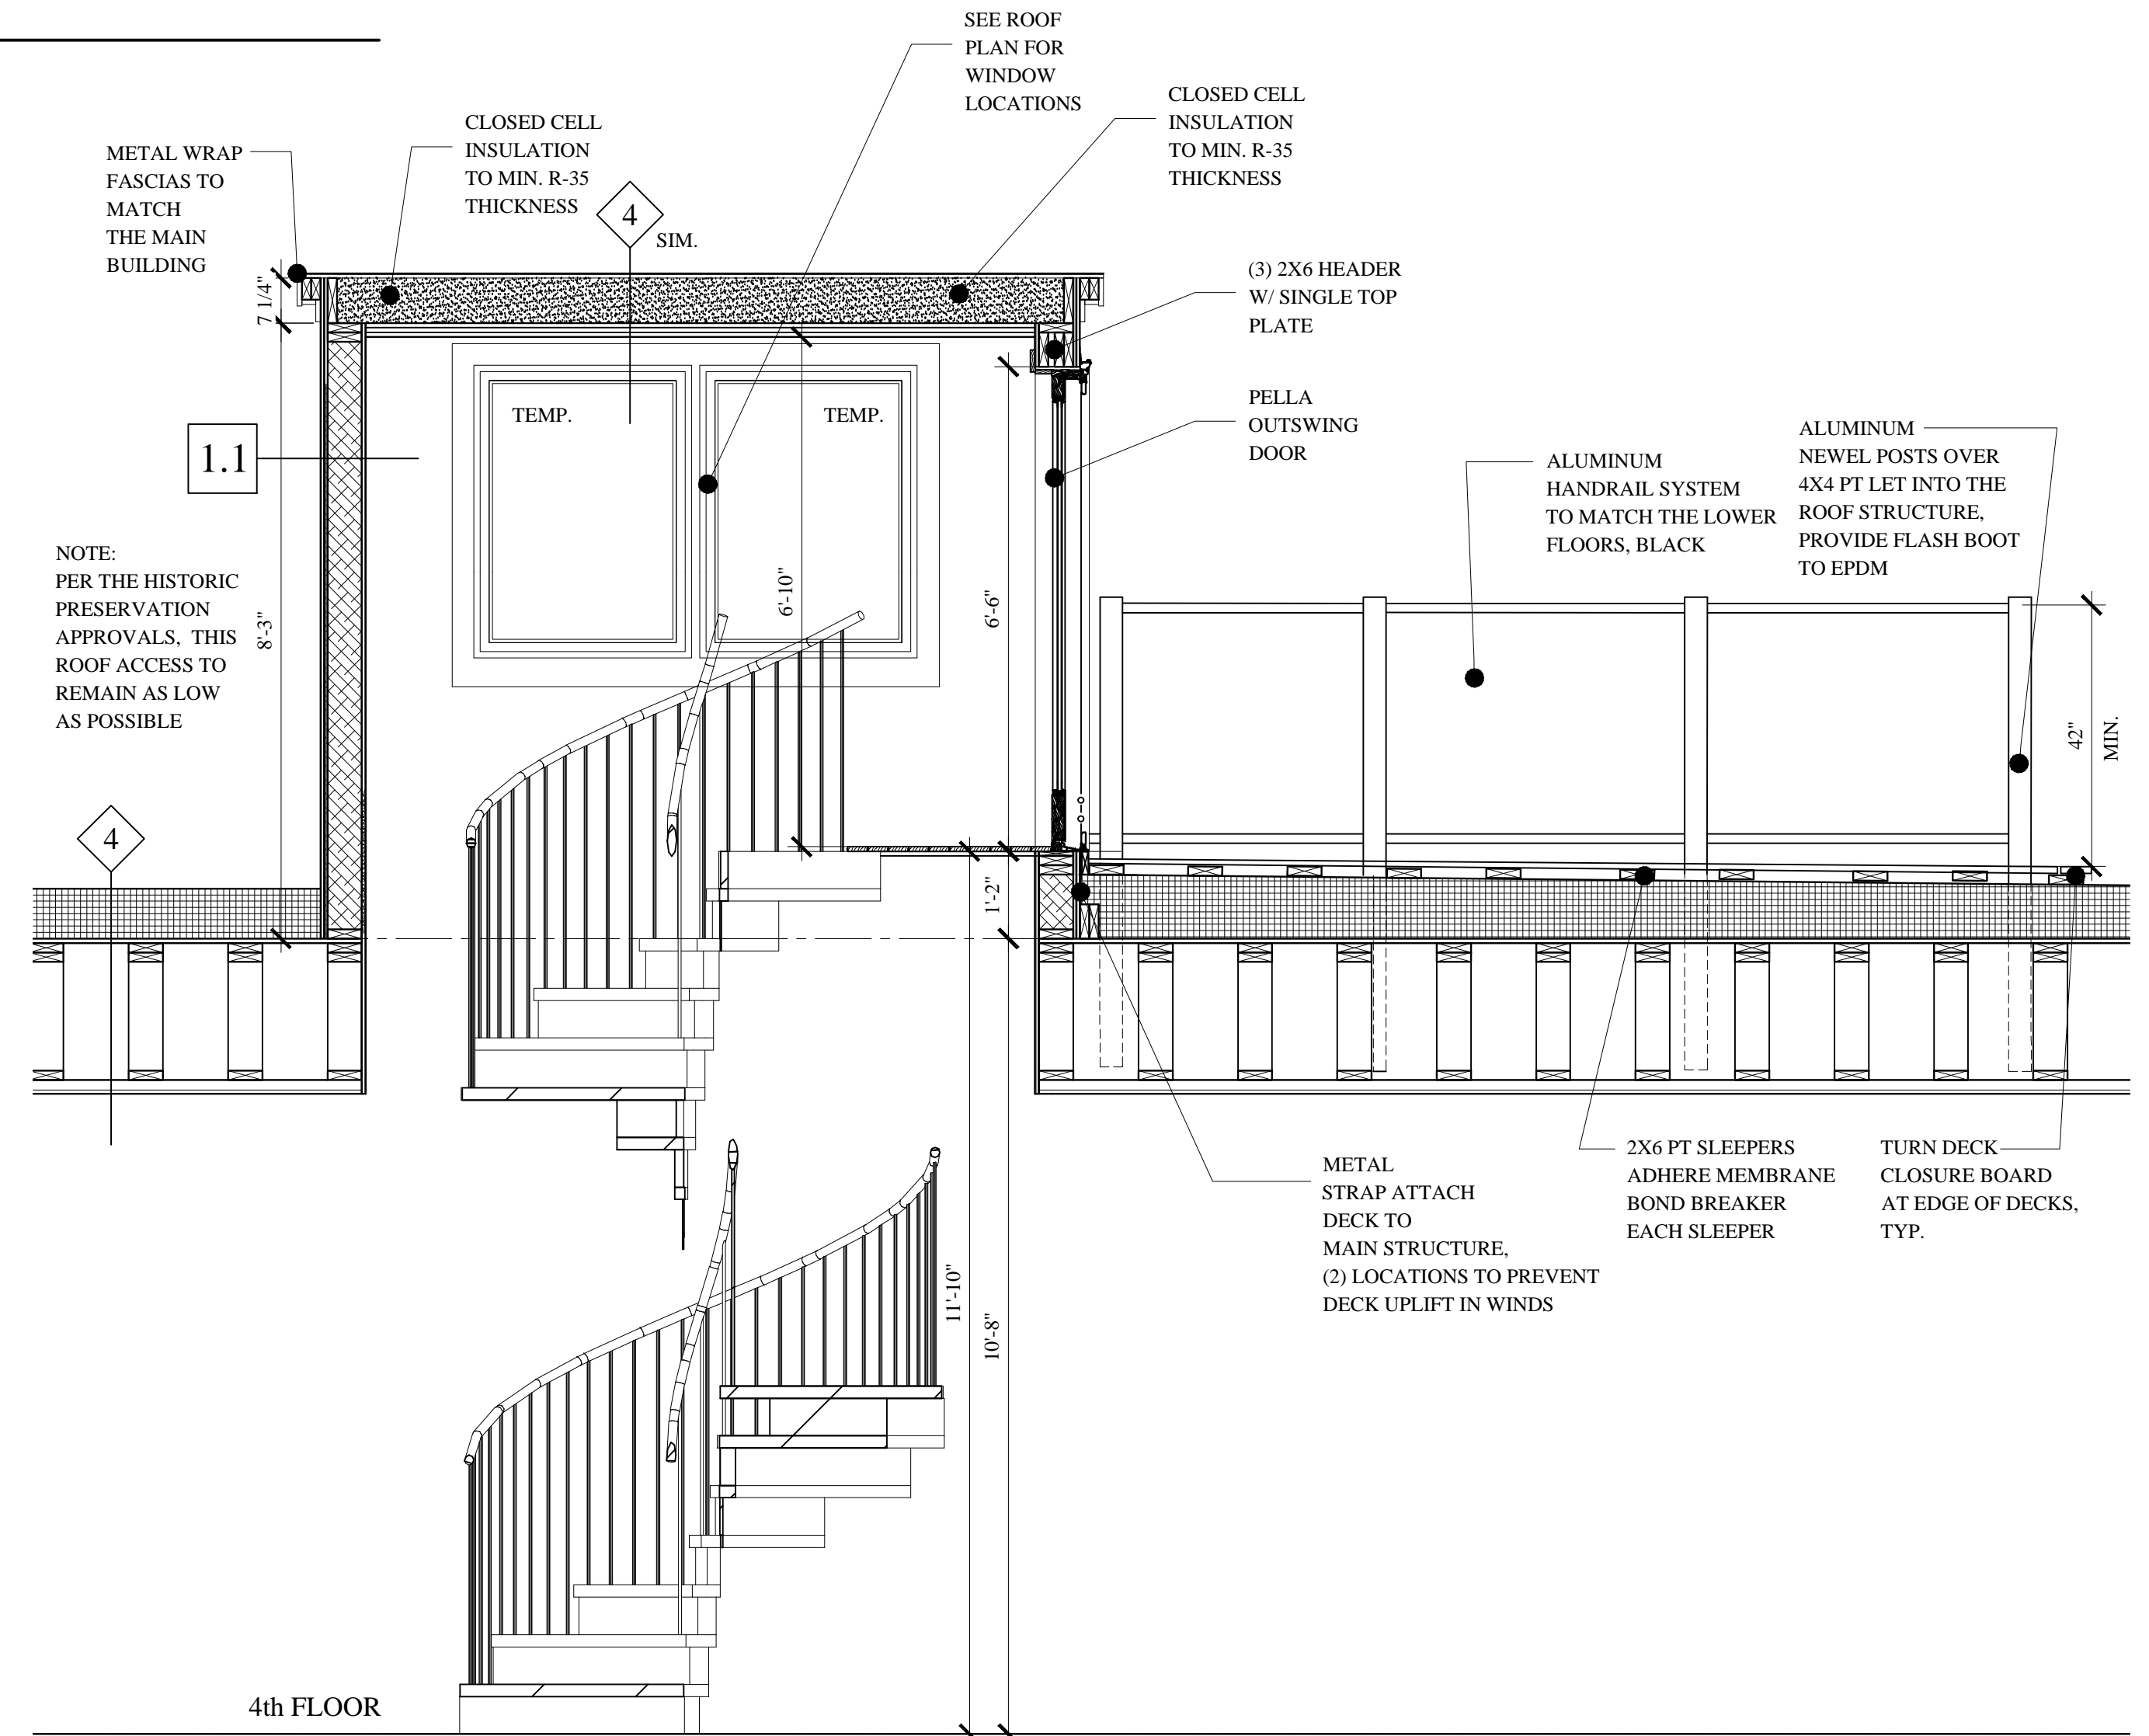 SEE ROOF
PLAN FOR
WINDOW
LOCATIONS
CLOSED CELL
INSULATION
TO MIN. R-35
THICKNESS
CLOSED CELL
INSULATION
TO MIN. R-35
THICKNESS
METAL WRAP
FASCIAS TO
MATCH
THE MAIN
BUILDING
4
SIM.
7 1/4"
(3) 2X6 HEADER
W/ SINGLE TOP
PLATE
PELLA
OUTSWING
DOOR
TEMP.
TEMP.
1.1
ALUMINUM
HANDRAIL SYSTEM
TO MATCH THE LOWER
FLOORS, BLACK
ALUMINUM
NEWEL POSTS OVER
4X4 PT LET INTO THE
ROOF STRUCTURE,
PROVIDE FLASH BOOT
TO EPDM
NOTE:
PER THE HISTORIC
PRESERVATION
APPROVALS, THIS
ROOF ACCESS TO
REMAIN AS LOW
AS POSSIBLE
8'-3"
6'-10"
6'-6"
42"
MIN.
4
1'-2"
METAL
STRAP ATTACH
DECK TO
MAIN STRUCTURE,
(2) LOCATIONS TO PREVENT
DECK UPLIFT IN WINDS
2X6 PT SLEEPERS
ADHERE MEMBRANE
BOND BREAKER
EACH SLEEPER
TURN DECK
CLOSURE BOARD
AT EDGE OF DECKS,
TYP.
11'-10"
10'-8"
4th FLOOR